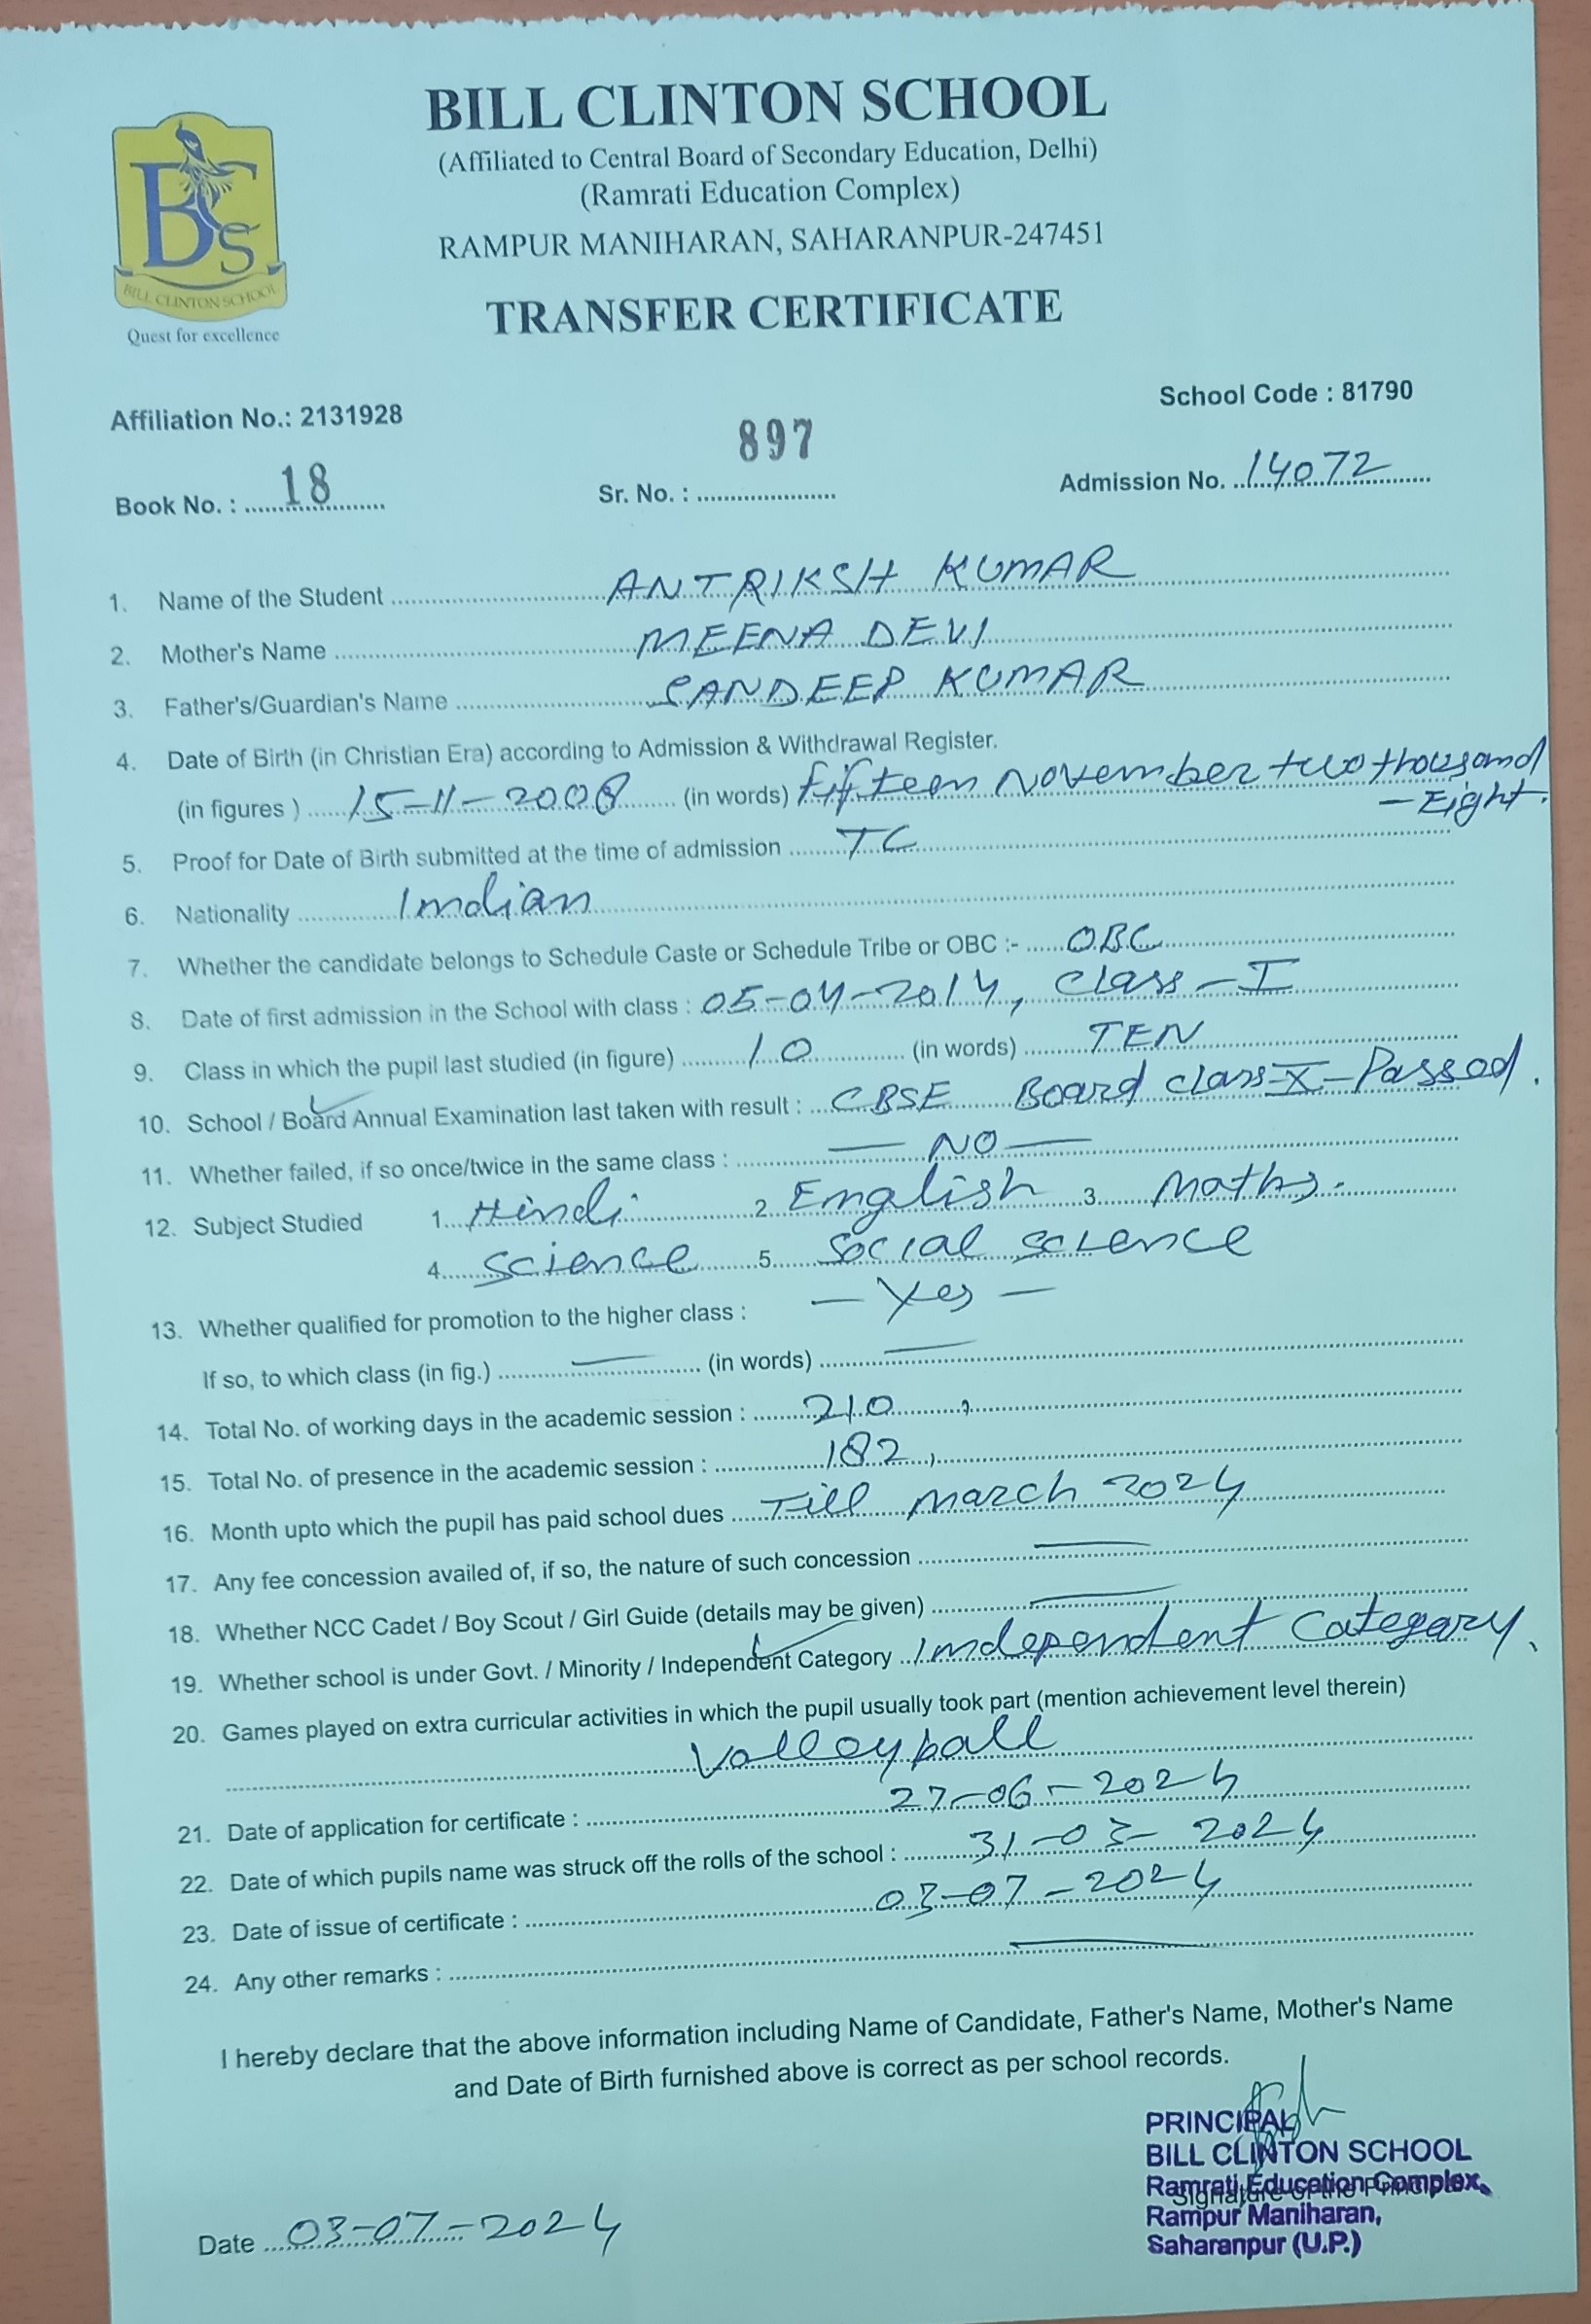 BILL CLINTON SCHOOL
(Affiliated to Central Board of Secondary Education, Delhi)
(Ramrati Education Complex)
RAMPUR MANIHARAN, SAHARANPUR-247451
BCS
BILL CLINTON SCHOOL
Quest for excellence
TRANSFER CERTIFICATE
Affiliation No.: 2131928 School Code : 81790
Book No. : 18 Sr. No. : 897 Admission No. 14072
1. Name of the Student ANTRIKSH KUMAR
2. Mother's Name MEENA DEVI
3. Father's/Guardian's Name SANDEEP KUMAR
4. Date of Birth (in Christian Era) according to Admission & Withdrawal Register.
(in figures ) 15-11-2008 (in words) fifteen November two thousand
- Eight.
5. Proof for Date of Birth submitted at the time of admission TC
6. Nationality Indian
7. Whether the candidate belongs to Schedule Caste or Schedule Tribe or OBC :- OBC
8. Date of first admission in the School with class : 05-04-2014, Class - I
9. Class in which the pupil last studied (in figure) 10 (in words) TEN
10. School / Board Annual Examination last taken with result : CBSE Board class-X-Passed.
11. Whether failed, if so once/twice in the same class : — NO —
12. Subject Studied 1. Hindi 2. English 3. Maths.
4. Science 5. Social Science
13. Whether qualified for promotion to the higher class : — Yes —
If so, to which class (in fig.) — (in words) —
14. Total No. of working days in the academic session : 210,
15. Total No. of presence in the academic session : 182,
16. Month upto which the pupil has paid school dues Till march 2024
17. Any fee concession availed of, if so, the nature of such concession —
18. Whether NCC Cadet / Boy Scout / Girl Guide (details may be given) —
19. Whether school is under Govt. / Minority / Independent Category Independent Category.
20. Games played on extra curricular activities in which the pupil usually took part (mention achievement level therein)
Volleyball
21. Date of application for certificate : 27-06-2024
22. Date of which pupils name was struck off the rolls of the school : 31-03-2024
23. Date of issue of certificate : 03-07-2024
24. Any other remarks : —
I hereby declare that the above information including Name of Candidate, Father's Name, Mother's Name
and Date of Birth furnished above is correct as per school records.
PRINCIPAL
BILL CLINTON SCHOOL
Ramrati Education Complex,
Signature of the Principal
Rampur Maniharan,
Saharanpur (U.P.)
Date 03-07-2024